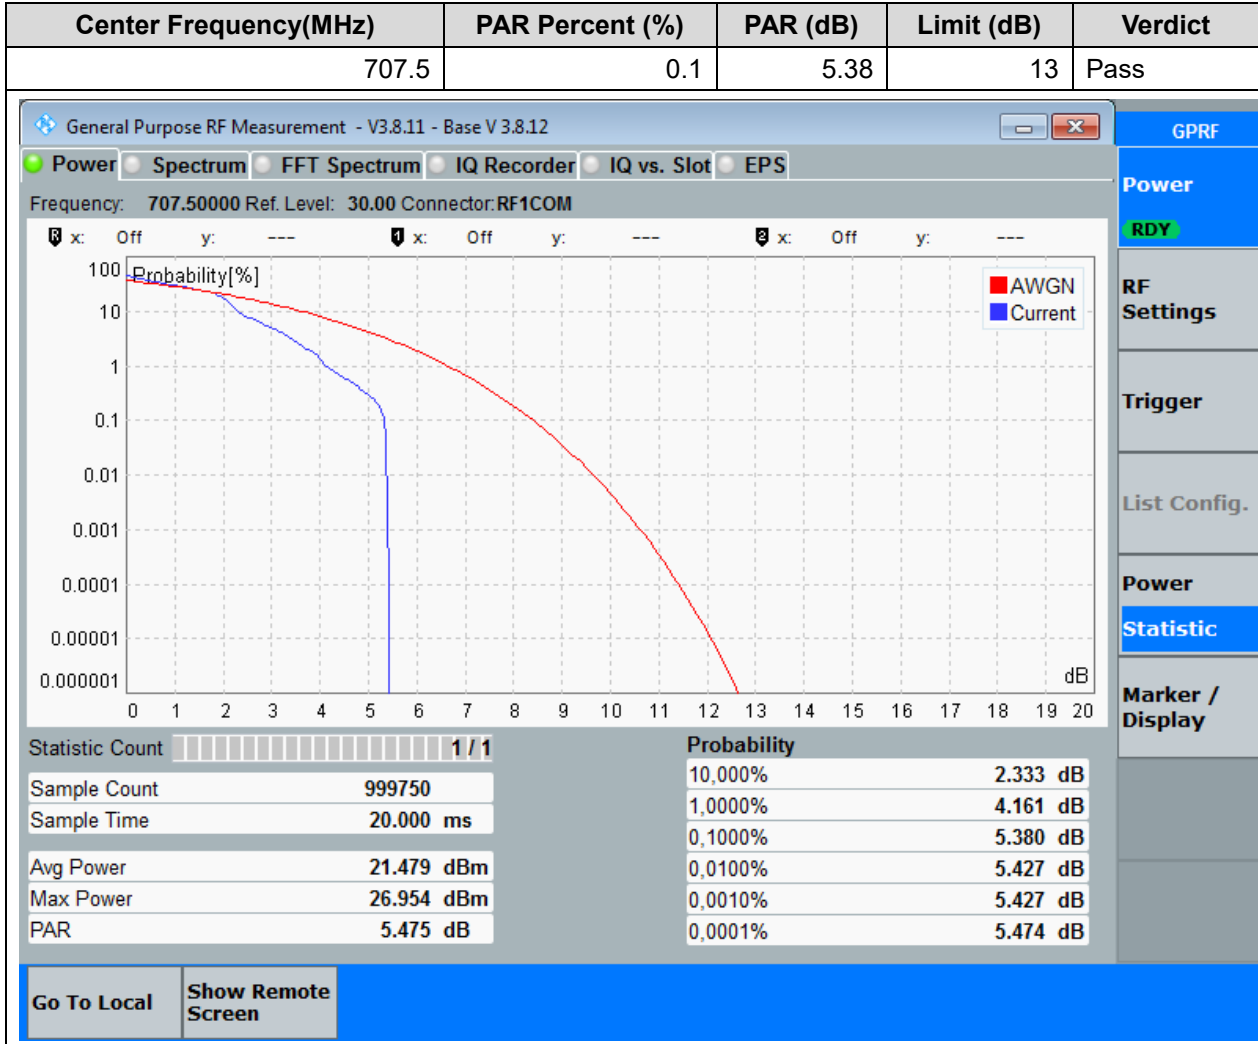 Center Frequency(MHz) PAR Percent (%) PAR (dB) Limit (dB) Verdict
707.5 0.1 5.38 13 Pass
General Purpose RF Measurement - V3.8.11 - Base V 3.8.12
GPRF
Power Spectrum FFT Spectrum IQ Recorder IQ vs. Slot EPS
Power
RDY
Frequency: 707.50000 Ref. Level: 30.00 Connector: RF1COM
R x: Off y: --- 1 x: Off y: --- 2 x: Off y: ---
Probability[%]
AWGN
Current
100
10
1
0.1
0.01
0.001
0.0001
0.00001
0.000001
dB
0 1 2 3 4 5 6 7 8 9 10 11 12 13 14 15 16 17 18 19 20
RF
Settings
Trigger
List Config.
Power
Statistic
Marker /
Display
Statistic Count 1 / 1
Sample Count 999750
Sample Time 20.000 ms
Avg Power 21.479 dBm
Max Power 26.954 dBm
PAR 5.475 dB
Probability
10,000% 2.333 dB
1,0000% 4.161 dB
0,1000% 5.380 dB
0,0100% 5.427 dB
0,0010% 5.427 dB
0,0001% 5.474 dB
Go To Local
Show Remote
Screen